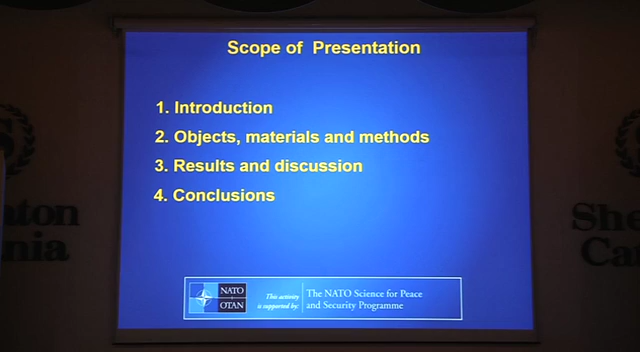 Scope of Presentation
1. Introduction
2. Objects, materials and methods
3. Results and discussion
4. Conclusions
NATO
OTAN
This activity
is supported by:
The NATO Science for Peace
and Security Programme